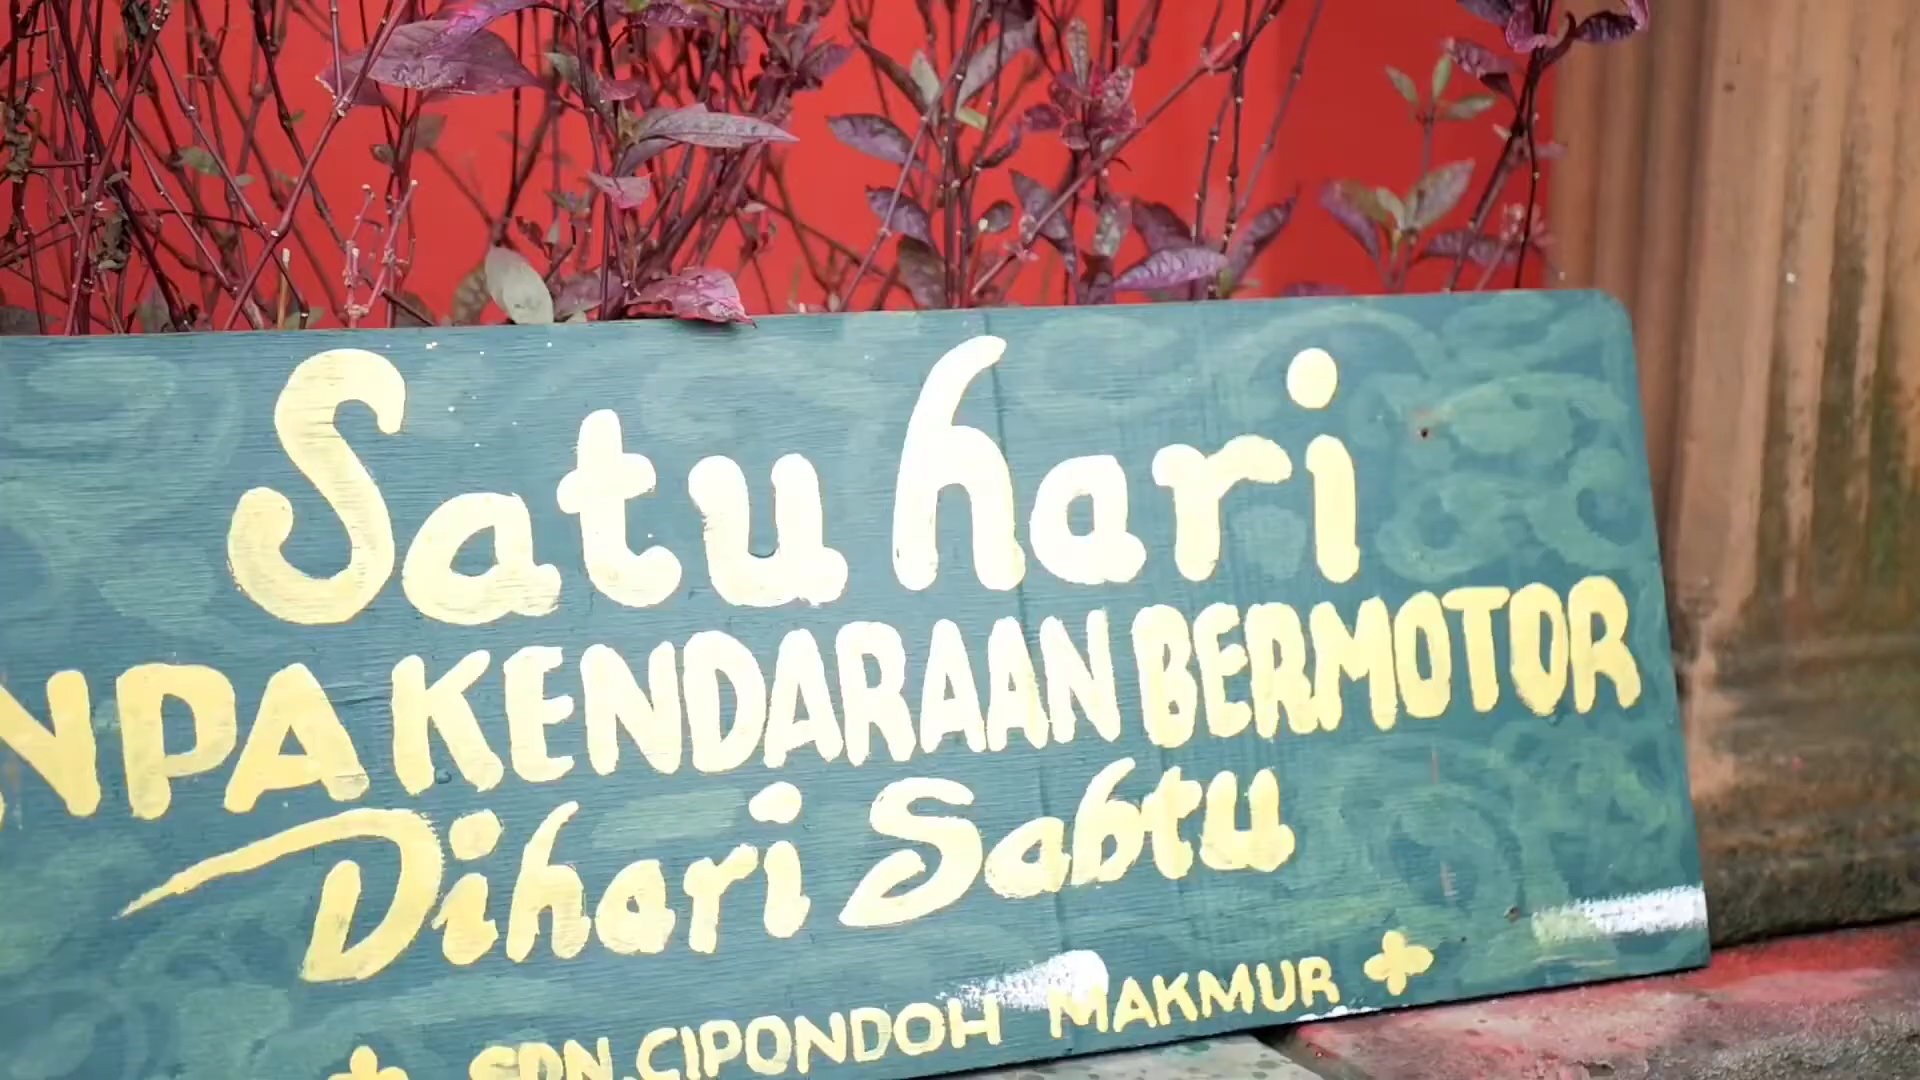 Satu hari
NPA KENDARAAN BERMOTOR
Dihari Sabtu
SDN.CIPONDOH MAKMUR